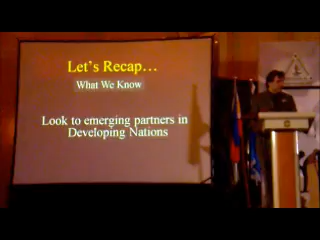 Let's Recap…
What We Know
Look to emerging partners in
Developing Nations